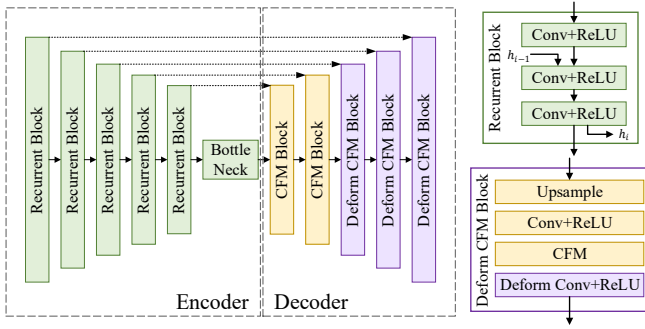 Recurrent Block
Recurrent Block
Recurrent Block
Recurrent Block
Recurrent Block
Bottle
Neck
CFM Block
CFM Block
Deform CFM Block
Deform CFM Block
Deform CFM Block
Encoder
Decoder
Recurrent Block
Conv+ReLU
h_{i-1}
Conv+ReLU
Conv+ReLU
h_i
Deform CFM Block
Upsample
Conv+ReLU
CFM
Deform Conv+ReLU